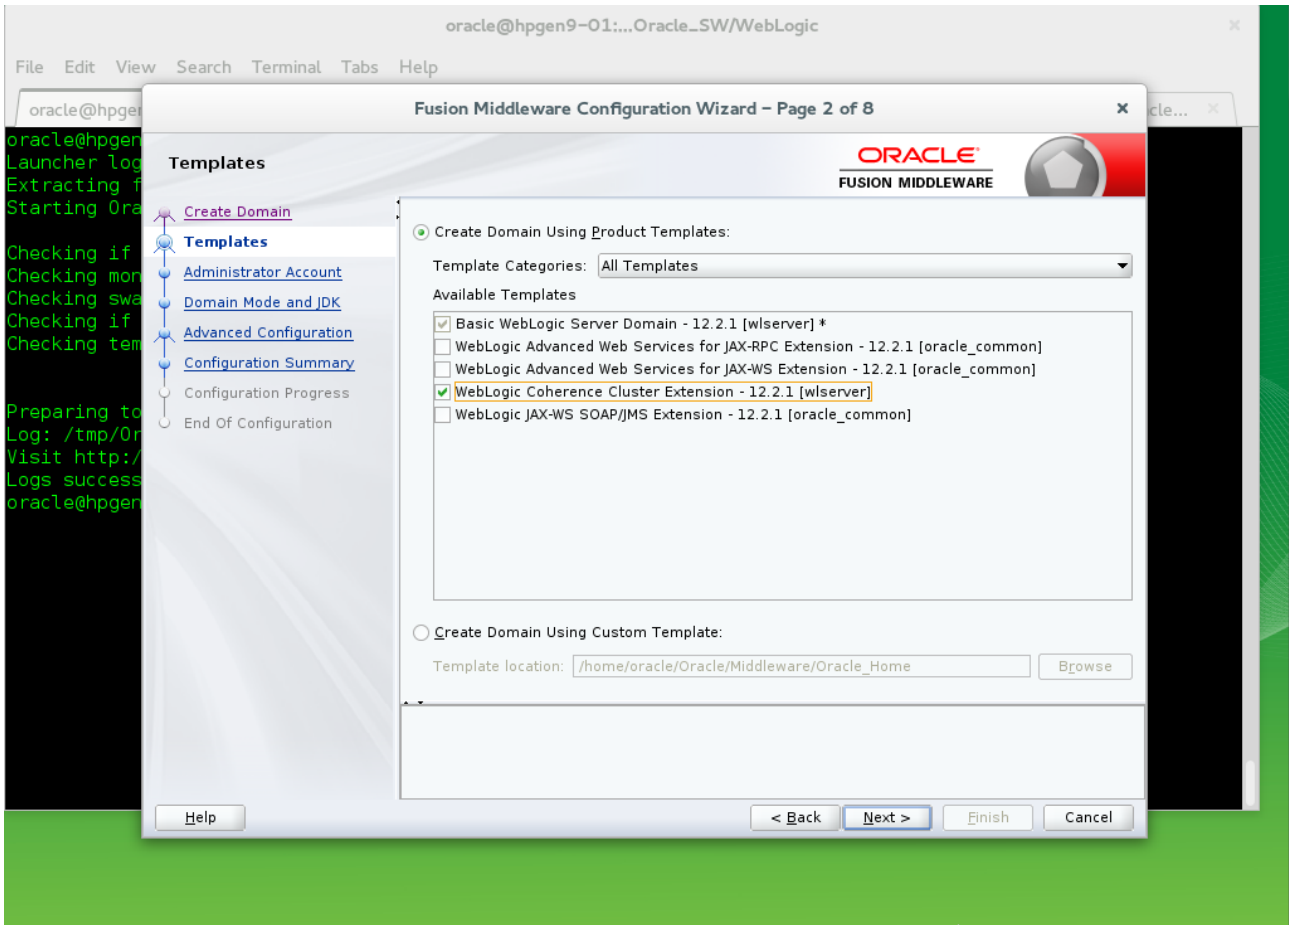 oracle@hpgen9-01:...Oracle_SW/WebLogic
File Edit View Search Terminal Tabs Help
oracle@hpgen
cle...
Fusion Middleware Configuration Wizard - Page 2 of 8
oracle@hpgen
Launcher log
Extracting f
Starting Ora
Checking if
Checking mon
Checking swa
Checking if
Checking tem
Preparing to
Log: /tmp/Or
Visit http:/
Logs success
oracle@hpgen
Templates
ORACLE
FUSION MIDDLEWARE
Create Domain
Templates
Administrator Account
Domain Mode and JDK
Advanced Configuration
Configuration Summary
Configuration Progress
End Of Configuration
Create Domain Using Product Templates:
Template Categories: All Templates
Available Templates
Basic WebLogic Server Domain - 12.2.1 [wlserver] *
WebLogic Advanced Web Services for JAX-RPC Extension - 12.2.1 [oracle_common]
WebLogic Advanced Web Services for JAX-WS Extension - 12.2.1 [oracle_common]
WebLogic Coherence Cluster Extension - 12.2.1 [wlserver]
WebLogic JAX-WS SOAP/JMS Extension - 12.2.1 [oracle_common]
Create Domain Using Custom Template:
Template location: /home/oracle/Oracle/Middleware/Oracle_Home Browse
Help < Back Next > Finish Cancel